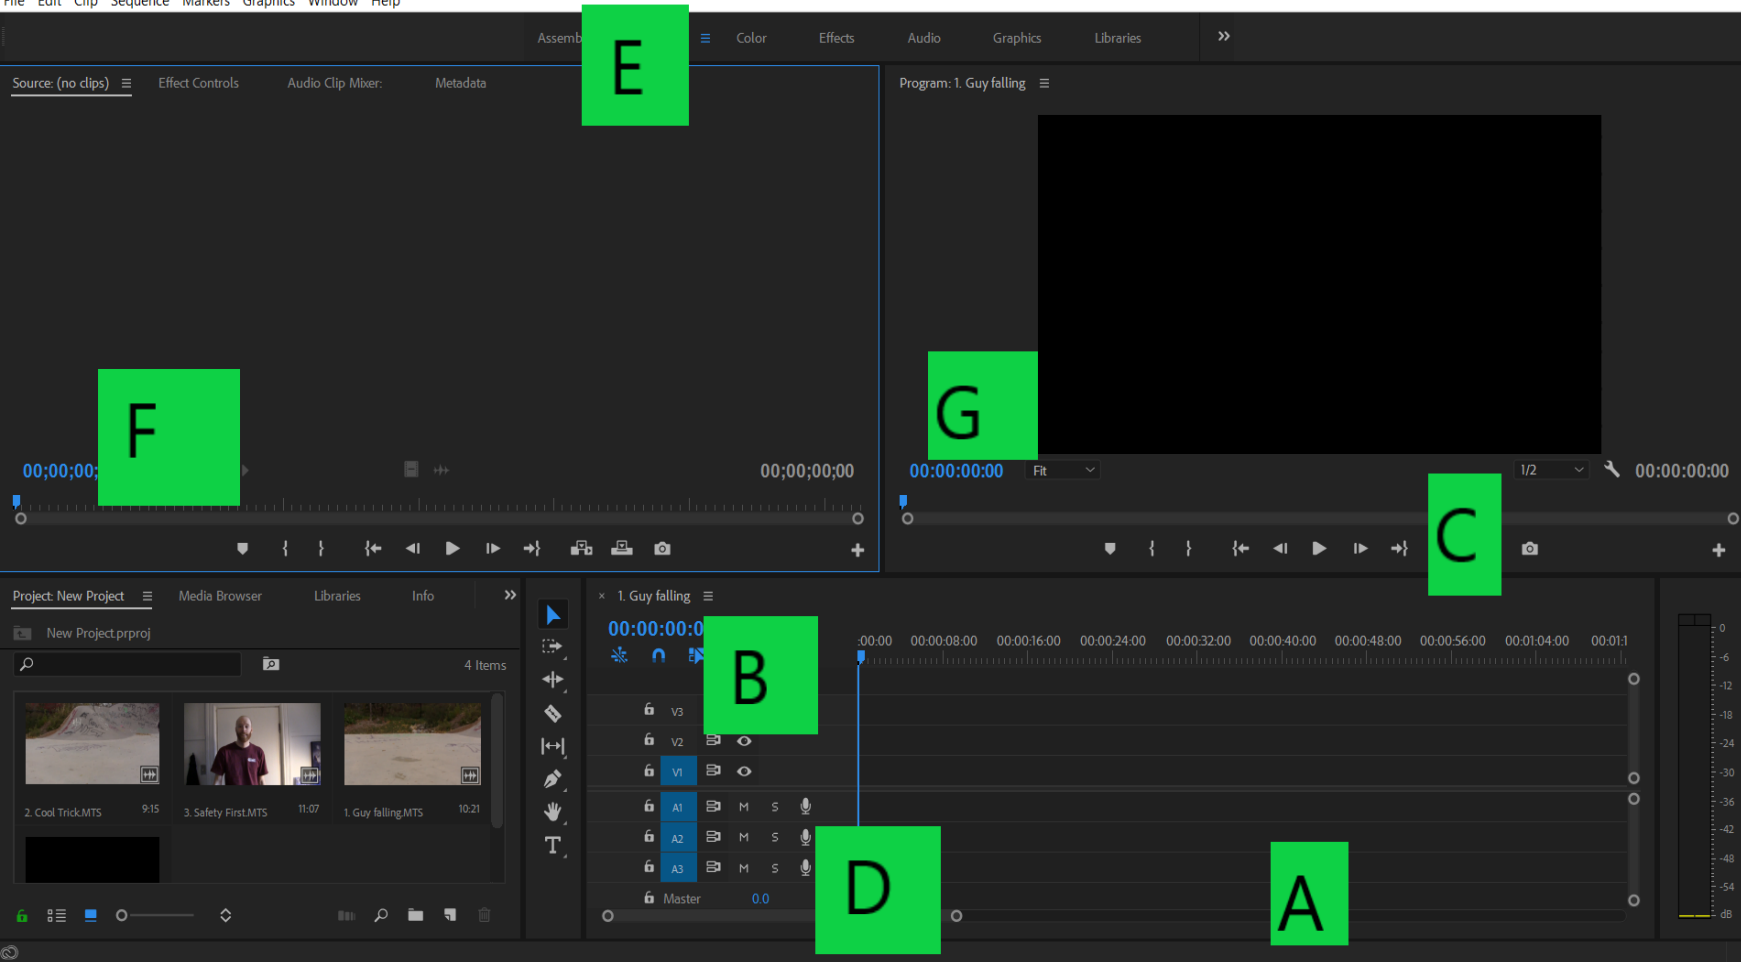 File Edit Clip Sequence Markers Graphics Window Help
Assemb E Color Effects Audio Graphics Libraries
Source: (no clips) Effect Controls Audio Clip Mixer: Metadata
Program: 1. Guy falling
F
G
00;00;00; 00;00;00;00
00:00:00:00 Fit 1/2 00:00:00:00
C
Project: New Project Media Browser Libraries Info
New Project.prproj
4 Items
2. Cool Trick.MTS 9:15 3. Safety First.MTS 11:07 1. Guy falling.MTS 10:21
T
× 1. Guy falling
00:00:00:0
B
:00:00 00:00:08:00 00:00:16:00 00:00:24:00 00:00:32:00 00:00:40:00 00:00:48:00 00:00:56:00 00:01:04:00 00:01:1
V3
V2
V1
A1 M S
A2 M S
A3 M S
Master 0.0
D
A
0
-6
-12
-18
-24
-30
-36
-42
-48
-54
dB